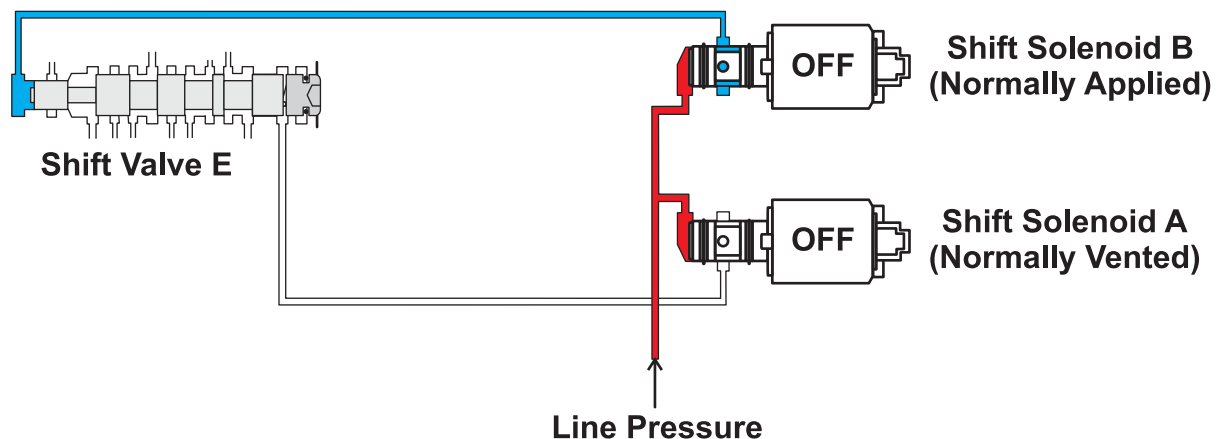 OFF
Shift Solenoid B
(Normally Applied)
Shift Valve E
OFF
Shift Solenoid A
(Normally Vented)
Line Pressure